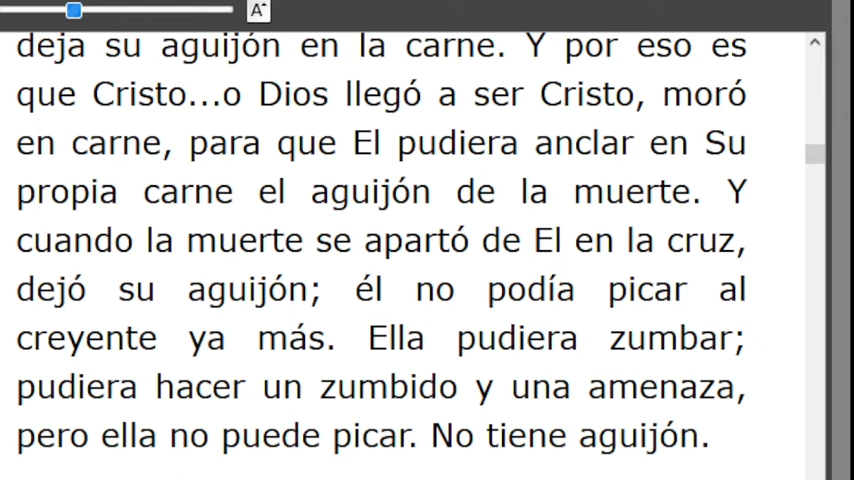 A
deja su aguijón en la carne. Y por eso es
que Cristo...o Dios llegó a ser Cristo, moró
en carne, para que El pudiera anclar en Su
propia carne el aguijón de la muerte. Y
cuando la muerte se apartó de El en la cruz,
dejó su aguijón; él no podía picar al
creyente ya más. Ella pudiera zumbar;
pudiera hacer un zumbido y una amenaza,
pero ella no puede picar. No tiene aguijón.